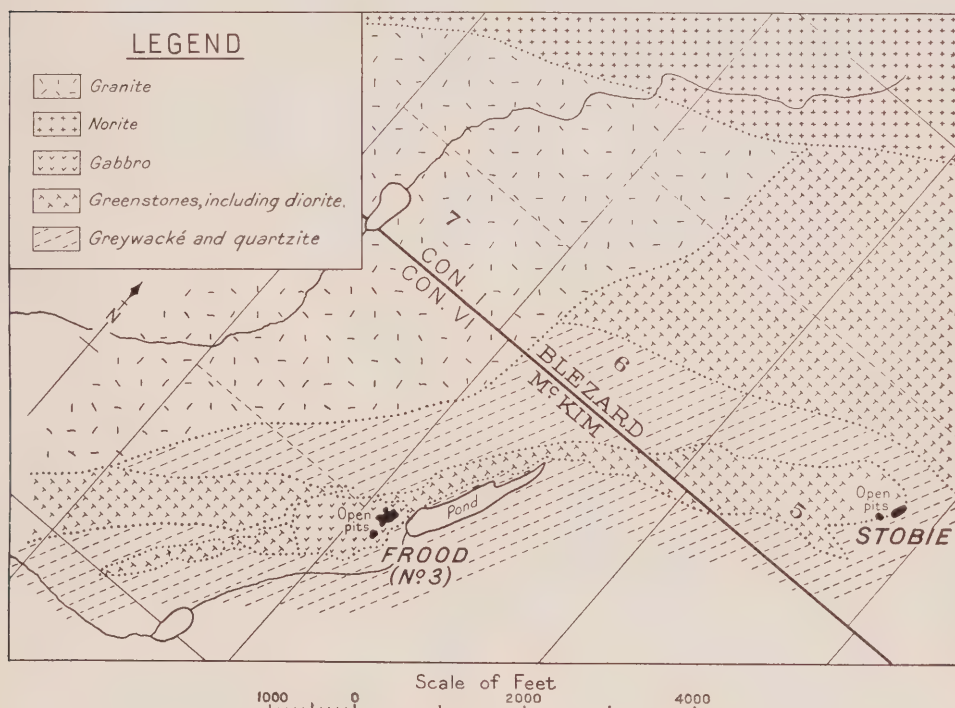 LEGEND
Granite
Norite
Gabbro
Greenstones, including diorite.
Greywacké and quartzite
N
7
CON. I
CON VI
BLEZARD
McKIM
6
5
Open
pits
FROOD
(No 3)
Pond
Open
pits
STOBIE
Scale of Feet
1000 0 2000 4000